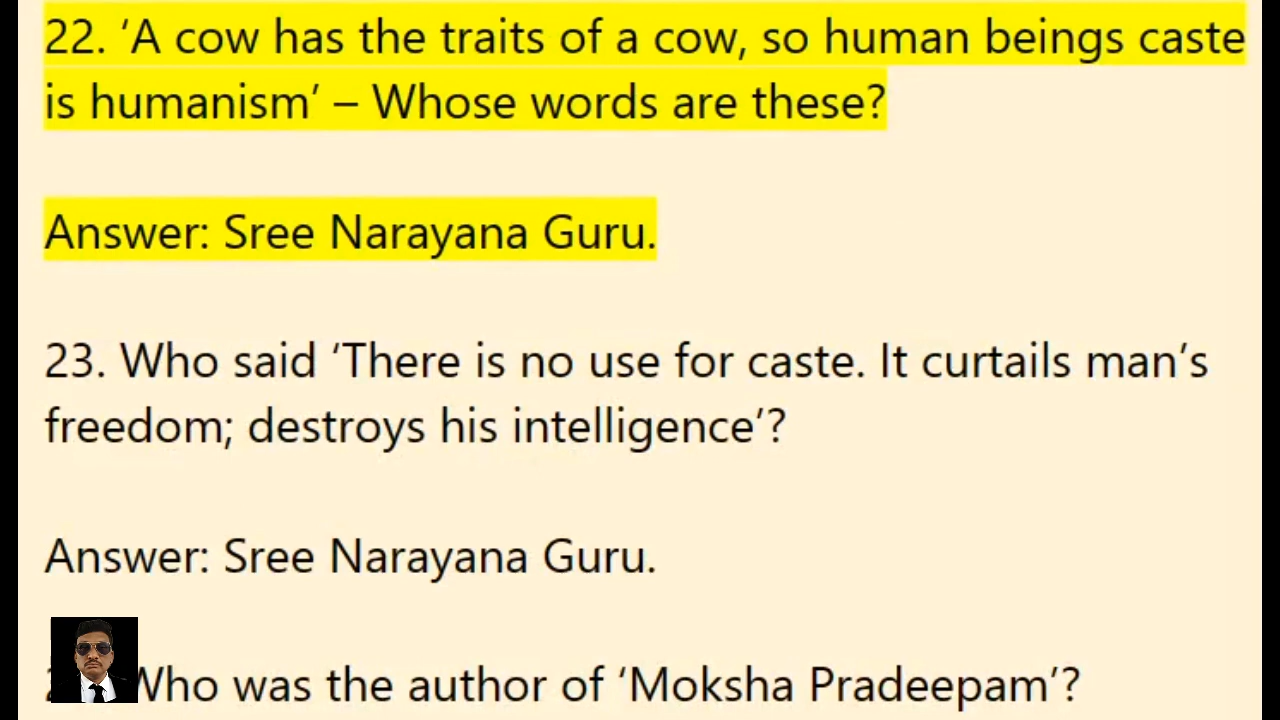 22. ‘A cow has the traits of a cow, so human beings caste
is humanism’ – Whose words are these?
Answer: Sree Narayana Guru.
23. Who said ‘There is no use for caste. It curtails man’s
freedom; destroys his intelligence’?
Answer: Sree Narayana Guru.
Who was the author of ‘Moksha Pradeepam’?